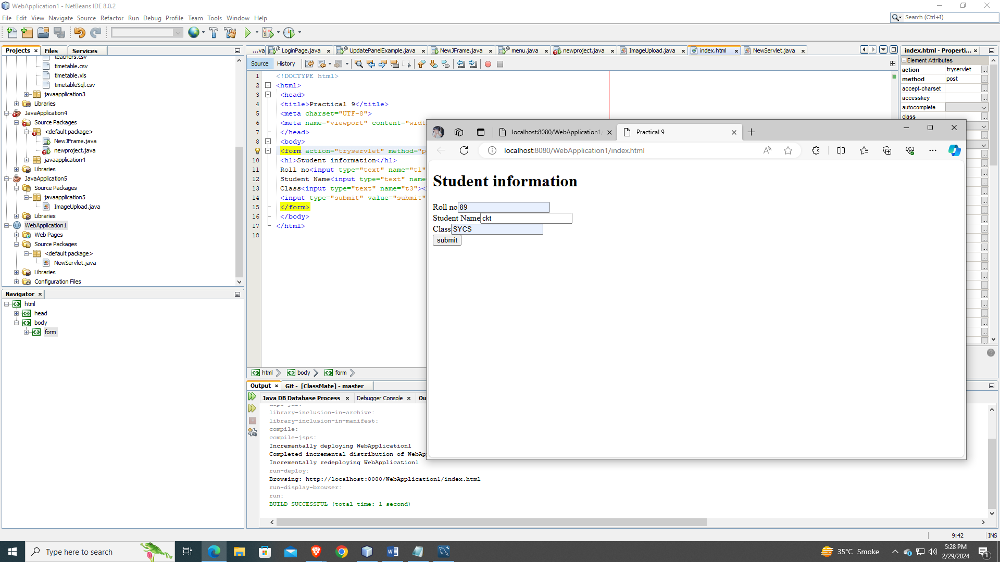 WebApplication1 - NetBeans IDE 8.0.2
File Edit View Navigate Source Refactor Run Debug Profile Team Tools Window Help
Search (Ctrl+I)
Projects Files Services
teachers.csv
timetable.csv
timetable.xls
timetableSql.csv
javaapplication3
Libraries
JavaApplication4
Source Packages
<default package>
NewJFrame.java
newproject.java
javaapplication4
Libraries
JavaApplication5
Source Packages
javaapplication5
ImageUpload.java
Libraries
WebApplication1
Web Pages
Source Packages
<default package>
NewServlet.java
Libraries
Configuration Files
Navigator
html
head
body
form
...va LoginPage.java UpdatePanelExample.java NewJFrame.java menu.java newproject.java ImageUpload.java index.html NewServlet.java
Source History
1 <!DOCTYPE html>
2 <html>
3 <head>
4 <title>Practical 9</title>
5 <meta charset="UTF-8">
6 <meta name="viewport" content="widt
7 </head>
8 <body>
<form action="tryservlet" method="p
10 <h1>Student information</h1>
11 Roll no<input type="text" name="t1"
12 Student Name<input type="text" name
13 Class<input type="text" name="t3"><
14 <input type="submit" value="submit"
15 </form>
16 </body>
17 </html>
18
html body form
index.html - Properti...
Element Attributes
action tryservlet
method post
accept-charset
accesskey
autocomplete
class
localhost:8080/WebApplication1/ Practical 9
localhost:8080/WebApplication1/index.html
Student information
Roll no 89
Student Name ckt
Class SYCS
submit
Output Git - [ClassMate] - master
Java DB Database Process Debugger Console Ou
deps-jar:
library-inclusion-in-archive:
library-inclusion-in-manifest:
compile:
compile-jsps:
Incrementally deploying WebApplication1
Completed incremental distribution of WebAp
Incrementally redeploying WebApplication1
run-deploy:
Browsing: http://localhost:8080/WebApplication1/index.html
run-display-browser:
run:
BUILD SUCCESSFUL (total time: 1 second)
9:42 INS
Type here to search
35°C Smoke
5:28 PM
2/29/2024
1